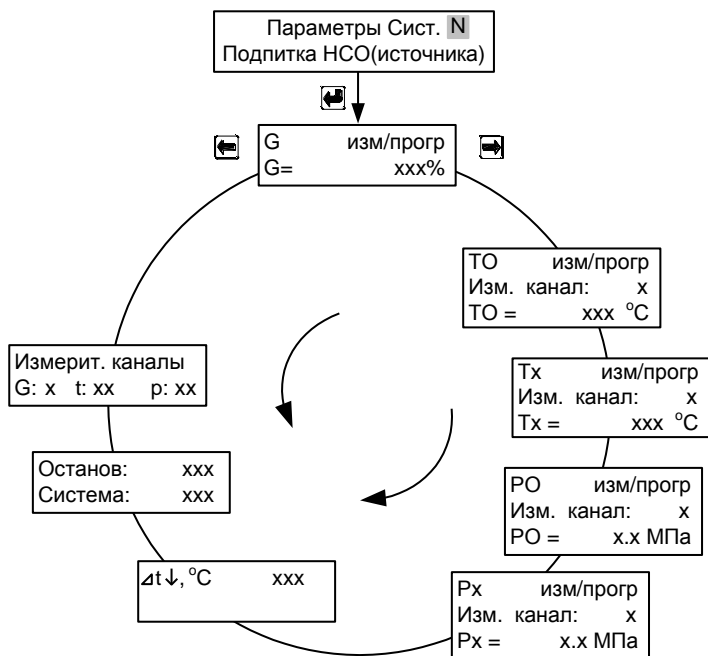 Параметры Сист. N
Подпитка НСО(источника)
G изм/прогр
G= xxx%
ТО изм/прогр
Изм. канал: x
ТО = xxx °C
Тх изм/прогр
Изм. канал: x
Тх = xxx °C
РО изм/прогр
Изм. канал: x
РО = x.x МПа
Рх изм/прогр
Изм. канал: x
Рх = x.x МПа
⊿t↓, °C xxx
Останов: xxx
Система: xxx
Измерит. каналы
G: x t: xx p: xx